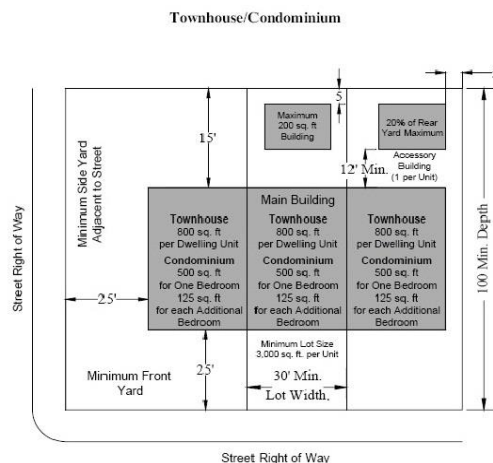 Townhouse/Condominium
5
Maximum
200 sq. ft
Building
20% of Rear
Yard Maximum
15'
12' Min.
Accessory
Building
(1 per Unit)
Minimum Side Yard
Adjacent to Street
Main Building
Townhouse
800 sq. ft
per Dwelling Unit
Condominium
500 sq. ft
for One Bedroom
125 sq. ft
for each Additional
Bedroom
Townhouse
800 sq. ft
per Dwelling Unit
Condominium
500 sq. ft
for One Bedroom
125 sq. ft
for each Additional
Bedroom
Townhouse
800 sq. ft
per Dwelling Unit
Condominium
500 sq. ft
for One Bedroom
125 sq. ft
for each Additional
Bedroom
100 Min. Depth
Street Right of Way
25'
25'
Minimum Lot Size
3,000 sq. ft. per Unit
Minimum Front
Yard
30' Min.
Lot Width.
Street Right of Way